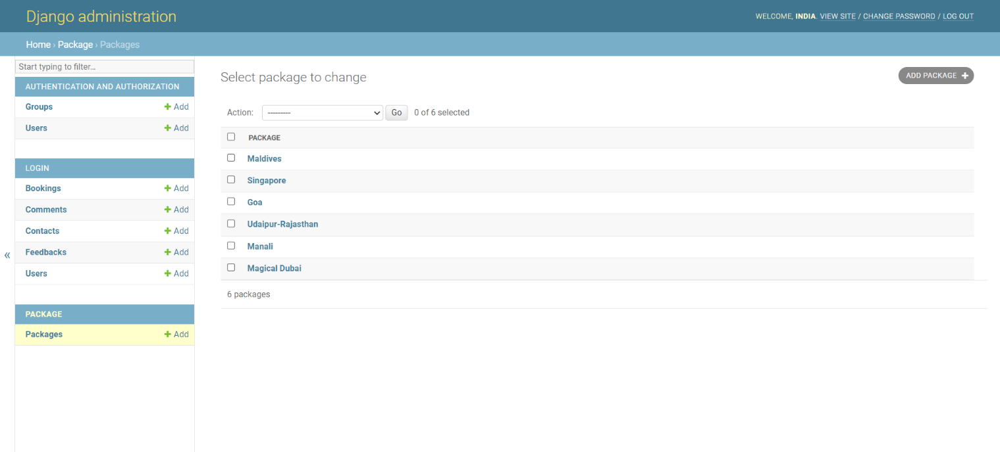 Django administration
WELCOME, INDIA. VIEW SITE / CHANGE PASSWORD / LOG OUT
Home › Package › Packages
Start typing to filter...
AUTHENTICATION AND AUTHORIZATION
Groups + Add
Users + Add
LOGIN
Bookings + Add
Comments + Add
Contacts + Add
Feedbacks + Add
Users + Add
PACKAGE
Packages + Add
«
Select package to change
ADD PACKAGE +
Action: --------- Go 0 of 6 selected
PACKAGE
Maldives
Singapore
Goa
Udaipur-Rajasthan
Manali
Magical Dubai
6 packages